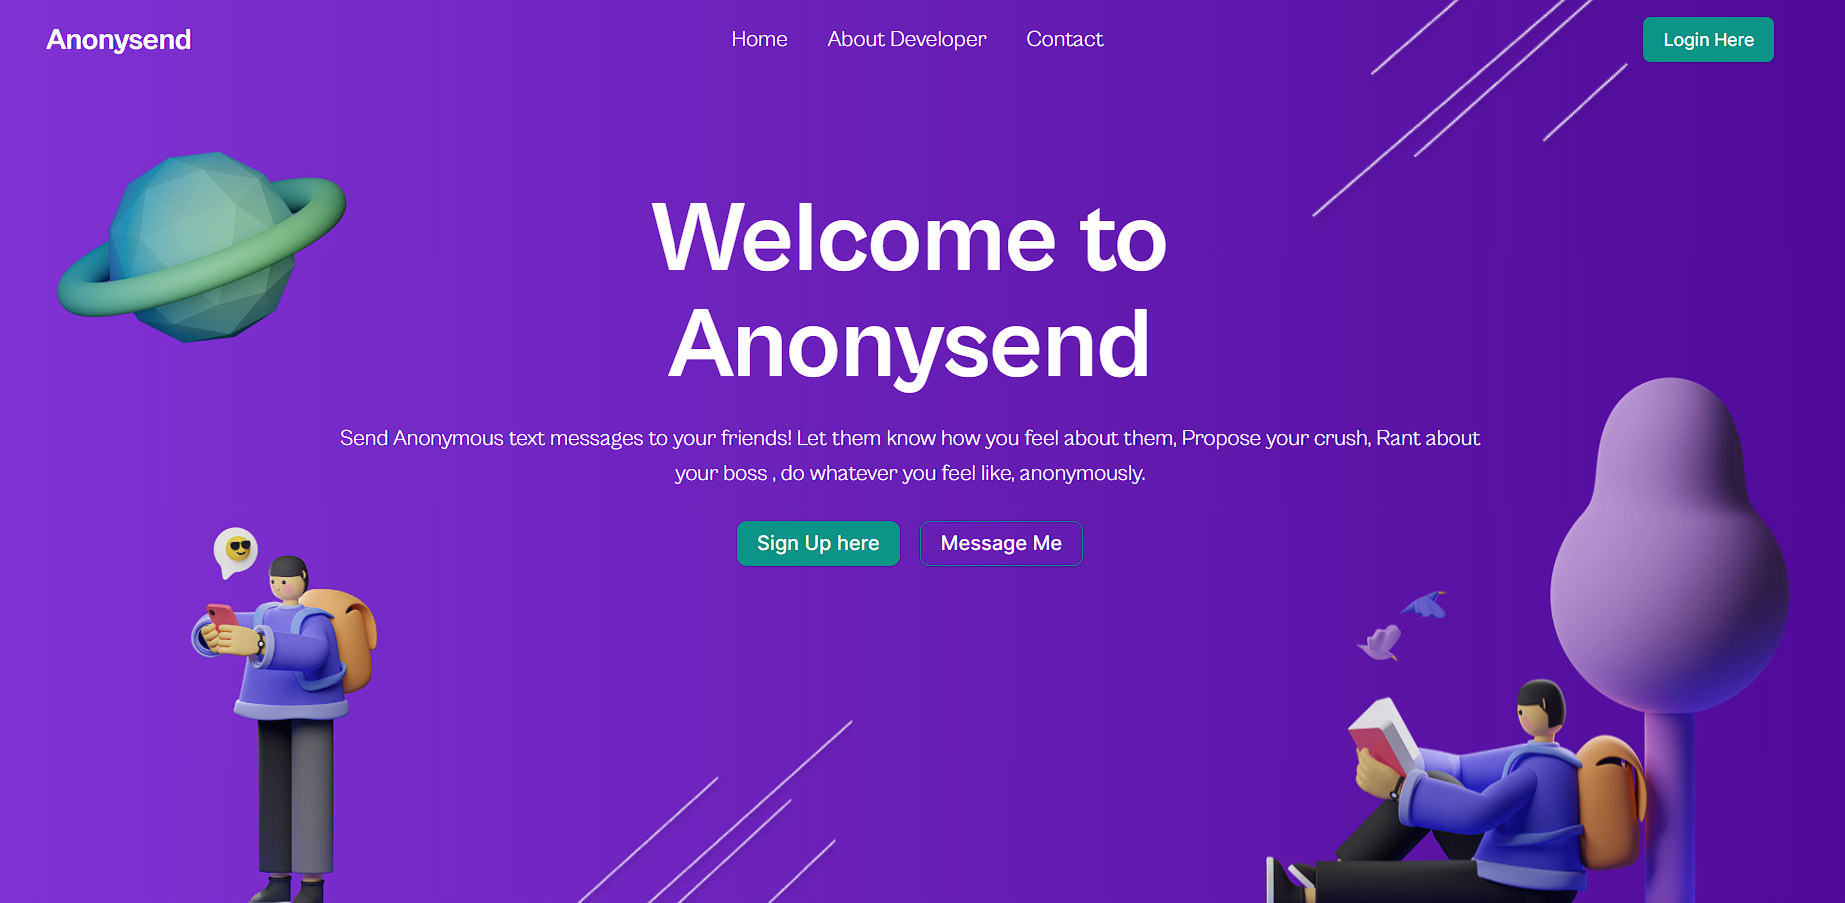 Anonysend
Home
About Developer
Contact
Login Here
Welcome to
Anonysend
Send Anonymous text messages to your friends! Let them know how you feel about them, Propose your crush, Rant about
your boss , do whatever you feel like, anonymously.
Sign Up here
Message Me